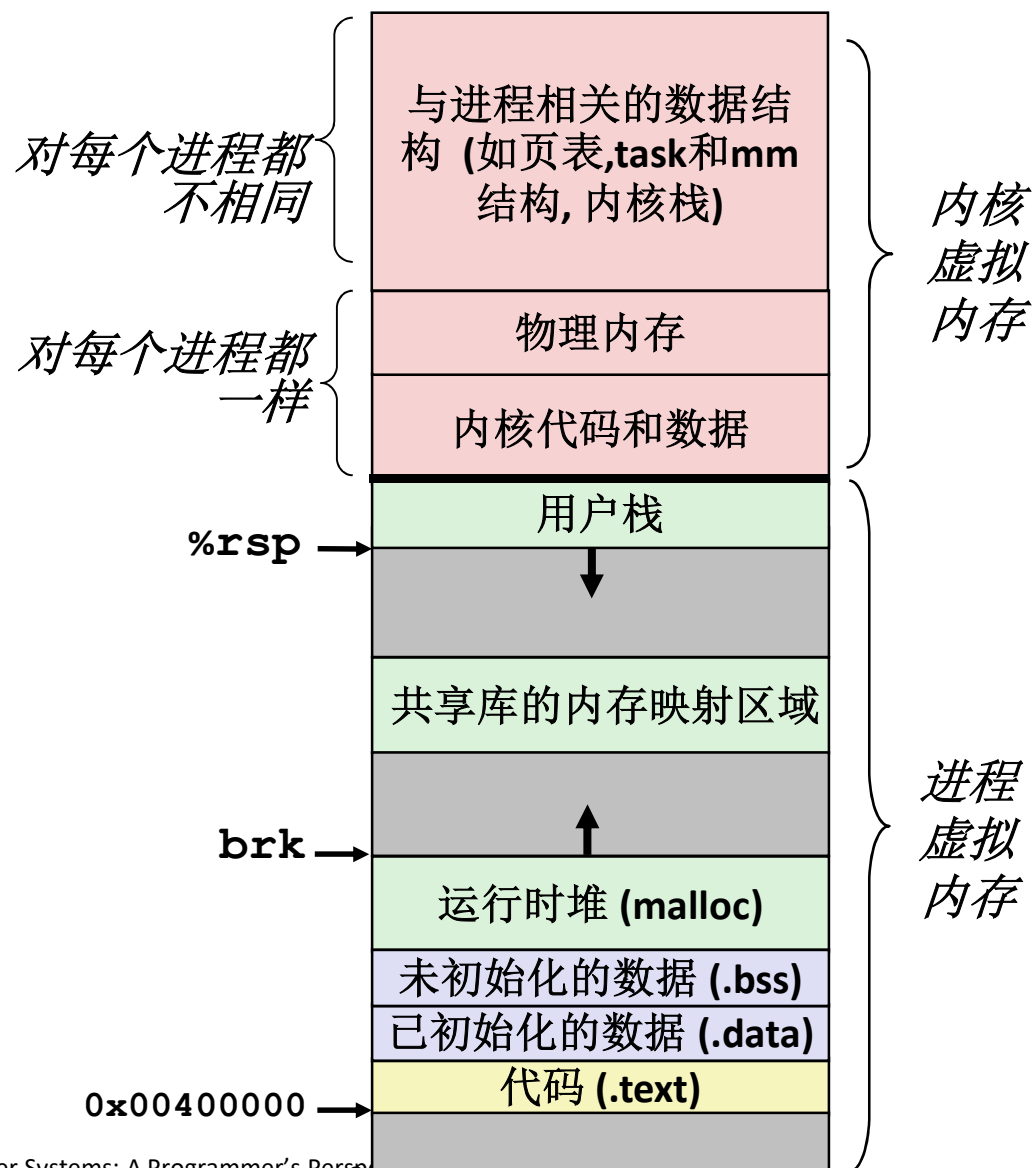 与进程相关的数据结
构 (如页表,task和mm
结构, 内核栈)
对每个进程都
不相同
内核
虚拟
内存
物理内存
对每个进程都
一样
内核代码和数据
用户栈
%rsp
共享库的内存映射区域
进程
虚拟
内存
brk
运行时堆 (malloc)
未初始化的数据 (.bss)
已初始化的数据 (.data)
代码 (.text)
0x00400000
er Systems: A Programmer's Persp